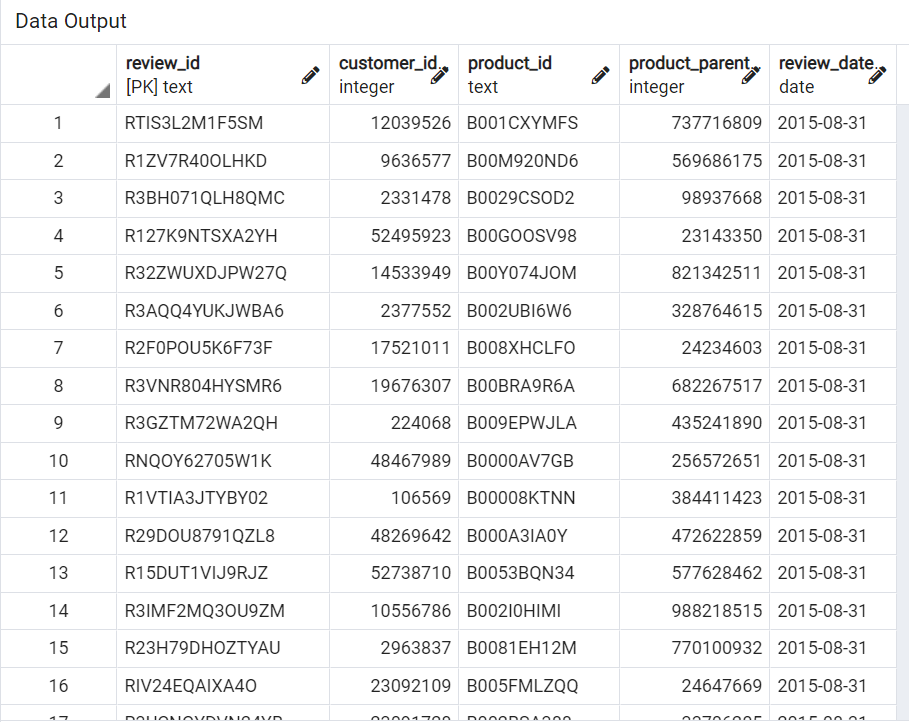 Data Output
review_id customer_id product_id product_parent review_date
[PK] text integer text integer date
1 RTIS3L2M1F5SM 12039526 B001CXYMFS 737716809 2015-08-31
2 R1ZV7R40OLHKD 9636577 B00M920ND6 569686175 2015-08-31
3 R3BH071QLH8QMC 2331478 B0029CSOD2 98937668 2015-08-31
4 R127K9NTSXA2YH 52495923 B00GOOSV98 23143350 2015-08-31
5 R32ZWUXDJPW27Q 14533949 B00Y074JOM 821342511 2015-08-31
6 R3AQQ4YUKJWBA6 2377552 B002UBI6W6 328764615 2015-08-31
7 R2F0POU5K6F73F 17521011 B008XHCLFO 24234603 2015-08-31
8 R3VNR804HYSMR6 19676307 B00BRA9R6A 682267517 2015-08-31
9 R3GZTM72WA2QH 224068 B009EPWJLA 435241890 2015-08-31
10 RNQOY62705W1K 48467989 B0000AV7GB 256572651 2015-08-31
11 R1VTIA3JTYBY02 106569 B00008KTNN 384411423 2015-08-31
12 R29DOU8791QZL8 48269642 B000A3IA0Y 472622859 2015-08-31
13 R15DUT1VIJ9RJZ 52738710 B0053BQN34 577628462 2015-08-31
14 R3IMF2MQ3OU9ZM 10556786 B002I0HIMI 988218515 2015-08-31
15 R23H79DHOZTYAU 2963837 B0081EH12M 770100932 2015-08-31
16 RIV24EQAIXA4O 23092109 B005FMLZQQ 24647669 2015-08-31